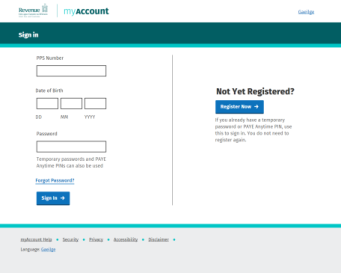 Revenue
myAccount
Gaeilge
Sign in
PPS Number
Date of Birth
DD MM YYYY
Password
Temporary passwords and PAYE
Anytime PINs can also be used
Forgot Password?
Sign In →
Not Yet Registered?
Register Now →
If you already have a temporary
password or PAYE Anytime PIN, use
this to sign in. You do not need to
register again.
myAccount Help • Security • Privacy • Accessibility • Disclaimer •
Language: Gaeilge